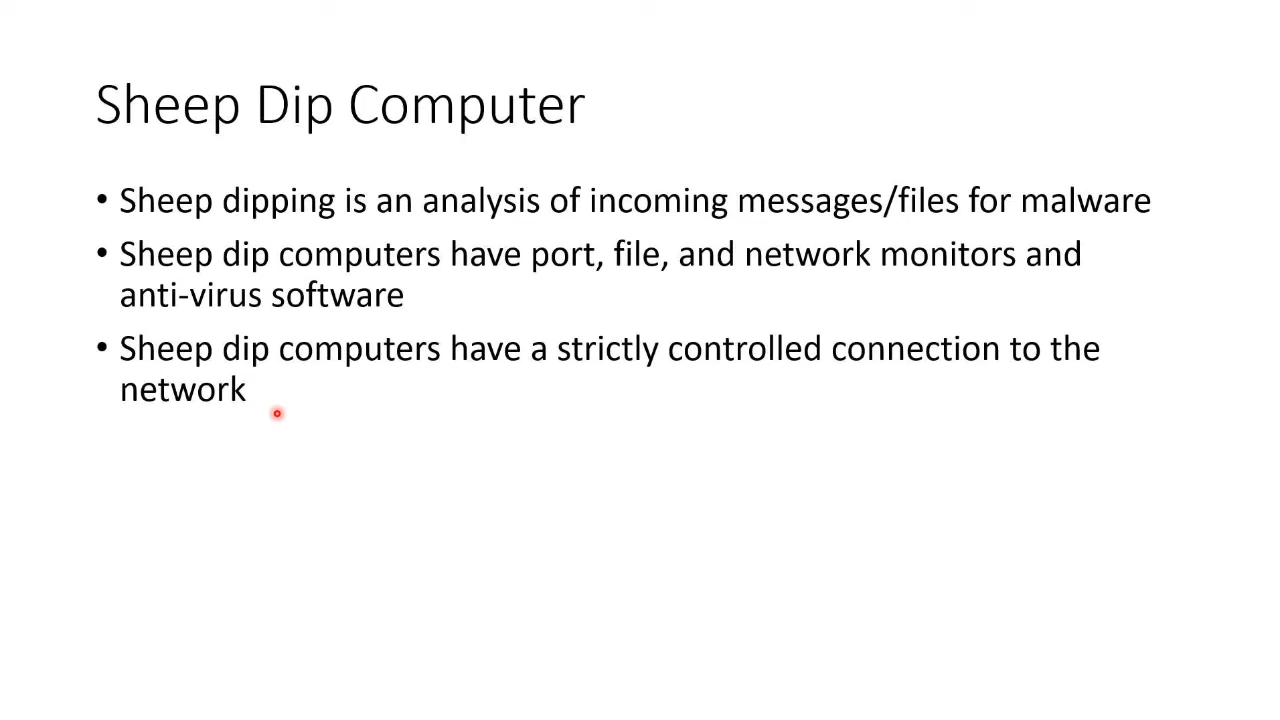 Sheep Dip Computer
• Sheep dipping is an analysis of incoming messages/files for malware
• Sheep dip computers have port, file, and network monitors and
anti-virus software
• Sheep dip computers have a strictly controlled connection to the
network